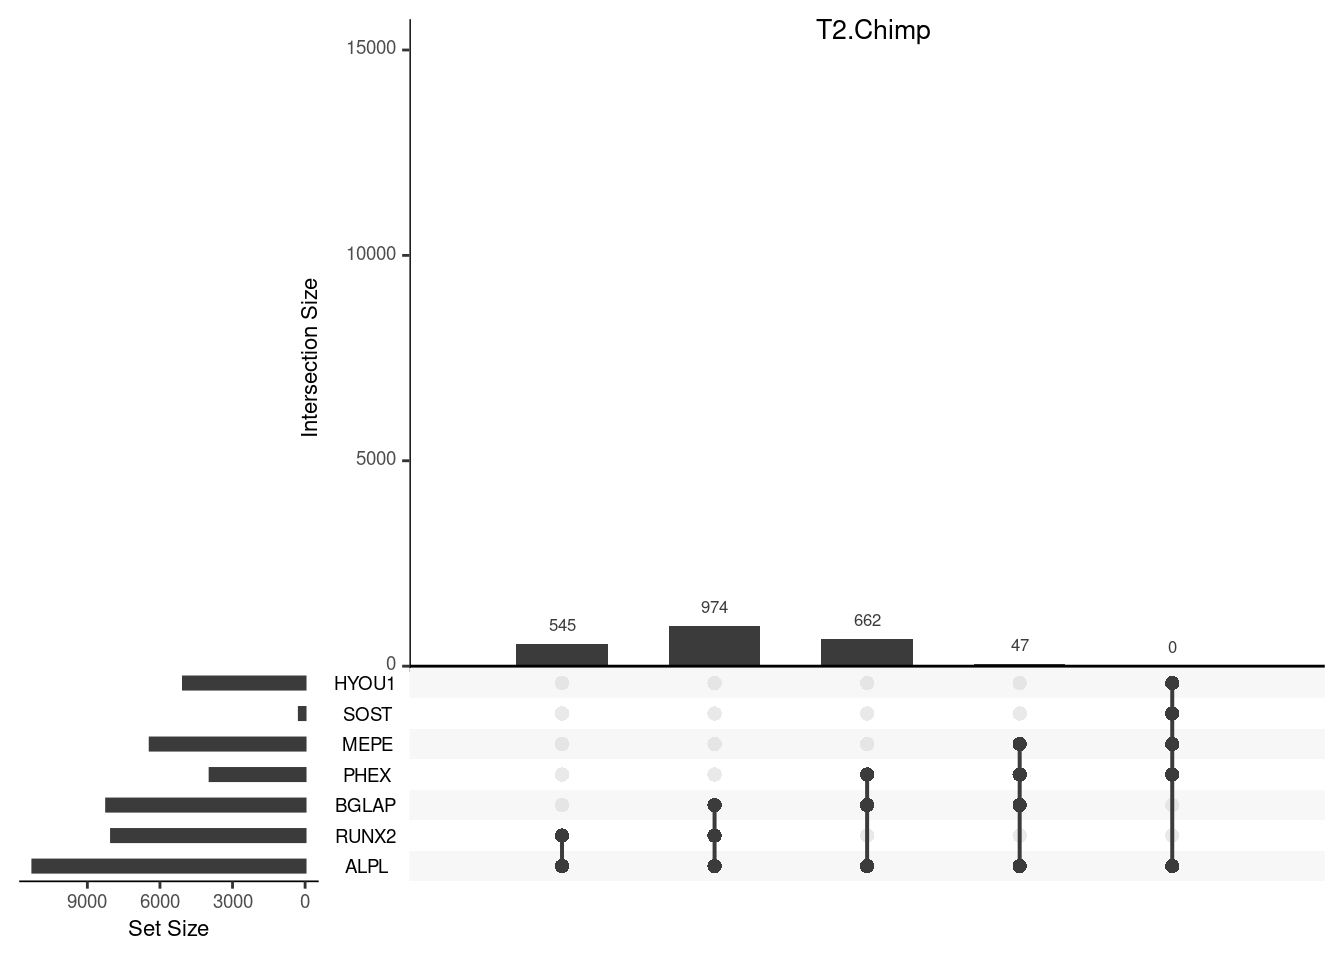 T2.Chimp
15000
10000
5000
0
Intersection Size
545
974
662
47
0
HYOU1
SOST
MEPE
PHEX
BGLAP
RUNX2
ALPL
9000 6000 3000 0
Set Size